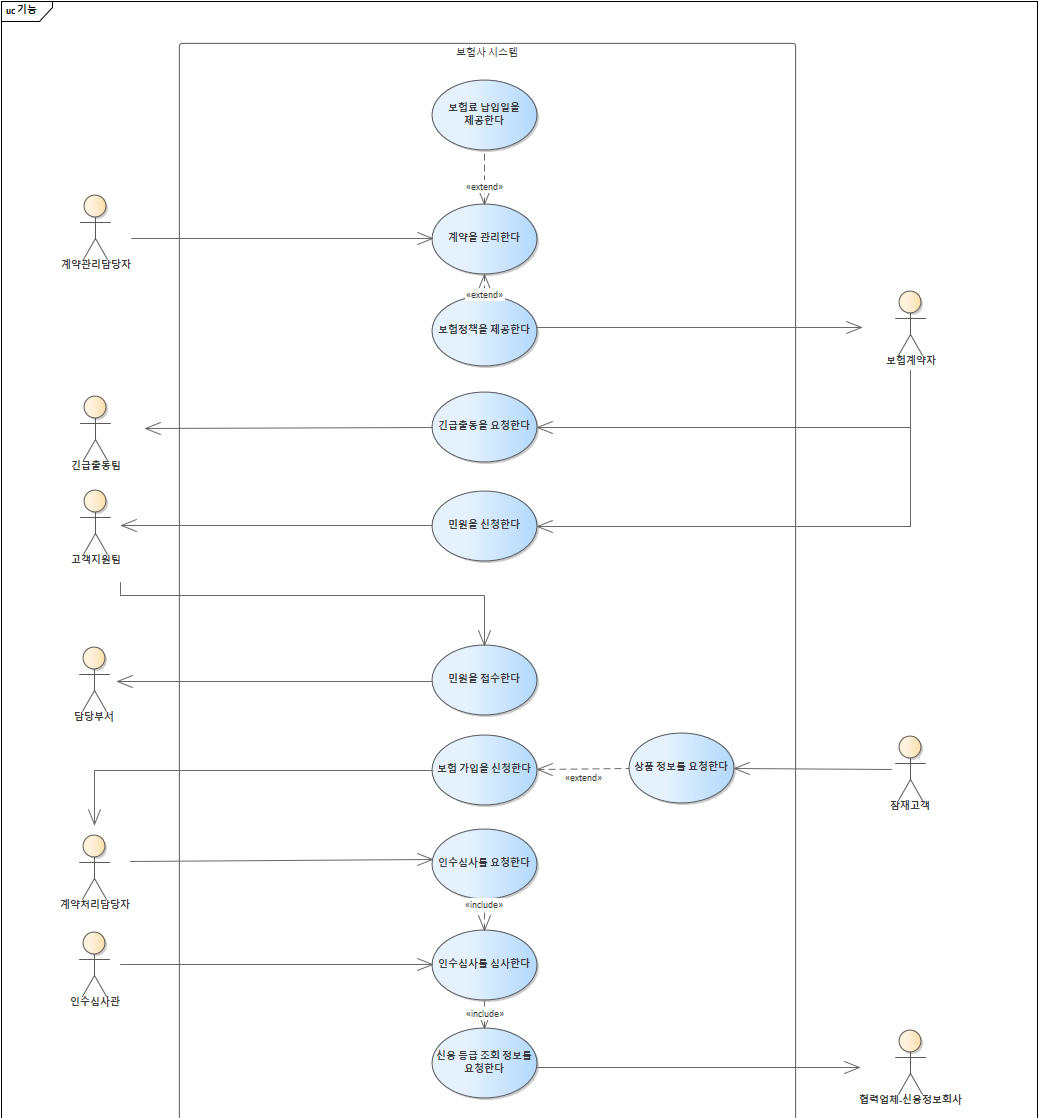 uc 기능
보험사 시스템
보험료 납입일을
제공한다
«extend»
계약을 관리한다
계약관리담당자
«extend»
보험정책을 제공한다
보험계약자
긴급출동을 요청한다
긴급출동팀
민원을 신청한다
고객지원팀
민원을 접수한다
담당부서
보험 가입을 신청한다
«extend»
상품 정보를 요청한다
잠재고객
인수심사를 요청한다
계약처리담당자
«include»
인수심사를 심사한다
인수심사관
«include»
신용 등급 조회 정보를
요청한다
협력업체-신용정보회사